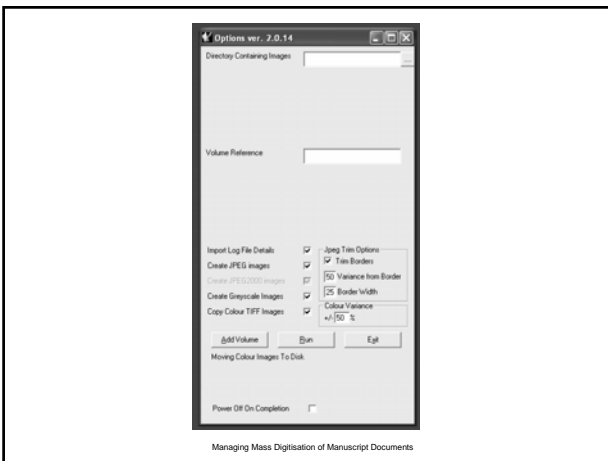 Options ver. 2.0.14
Directory Containing Images
...
Volume Reference
Import Log File Details
Create JPEG images
Create JPEG2000 images
Create Greyscale Images
Copy Colour TIFF Images
Jpeg Trim Options
Trim Borders
50 Variance from Border
25 Border Width
Colour Variance
+/- 50 %
Add Volume Run Exit
Moving Colour Images To Disk
Power Off On Completion
Managing Mass Digitisation of Manuscript Documents